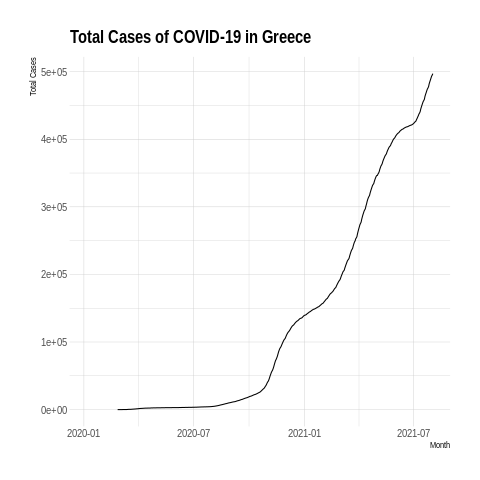 Total Cases of COVID-19 in Greece
Total Cases
5e+05
4e+05
3e+05
2e+05
1e+05
0e+00
2020-01 2020-07 2021-01 2021-07
Month